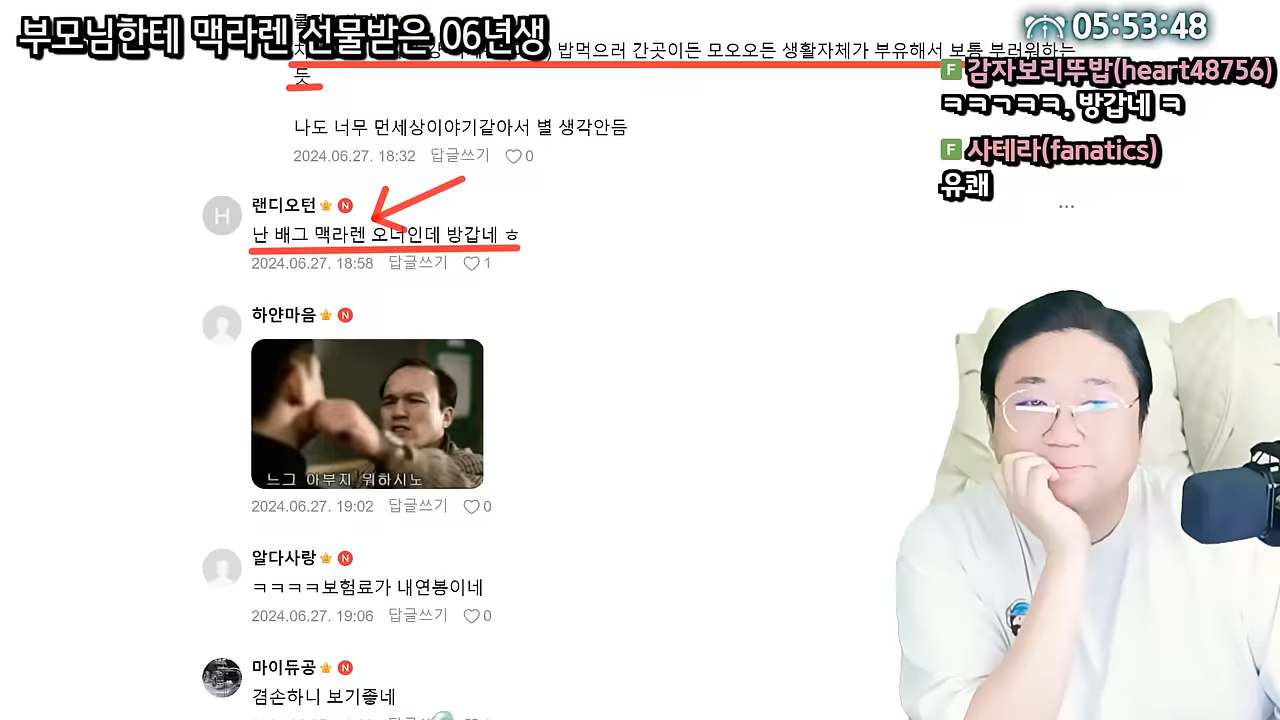 부모님한테 맥라렌 선물받은 06년생
05:53:48
밥먹으러 간곳이든 모오오든 생활자체가 부유해서 보통 부러워하는
듯
F 감자보리뚜밥(heart48756)
ㅋㅋㅋㅋㅋ. 방갑네 ㅋ
F 사테라(fanatics)
유쾌
나도 너무 먼세상이야기같아서 별 생각안듬
2024.06.27. 18:32 답글쓰기 0
H 랜디오턴 N
난 배그 맥라렌 오너인데 방갑네 ㅎ
2024.06.27. 18:58 답글쓰기 1
하얀마음 N
느그 아부지 뭐하시노
2024.06.27. 19:02 답글쓰기 0
알다사랑 N
ㅋㅋㅋㅋ보험료가 내연봉이네
2024.06.27. 19:06 답글쓰기 0
마이듀공 N
겸손하니 보기좋네